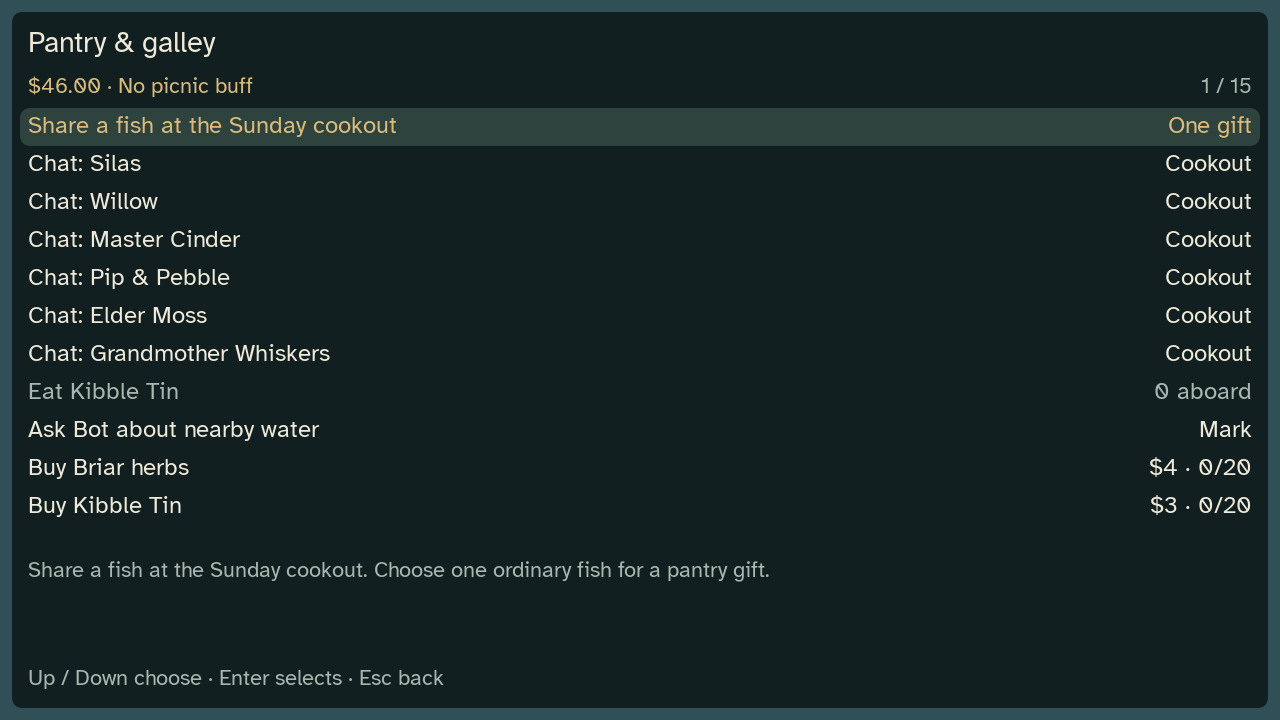 Pantry & galley
$46.00 · No picnic buff 1 / 15
Share a fish at the Sunday cookout One gift
Chat: Silas Cookout
Chat: Willow Cookout
Chat: Master Cinder Cookout
Chat: Pip & Pebble Cookout
Chat: Elder Moss Cookout
Chat: Grandmother Whiskers Cookout
Eat Kibble Tin 0 aboard
Ask Bot about nearby water Mark
Buy Briar herbs $4 · 0/20
Buy Kibble Tin $3 · 0/20
Share a fish at the Sunday cookout. Choose one ordinary fish for a pantry gift.
Up / Down choose · Enter selects · Esc back